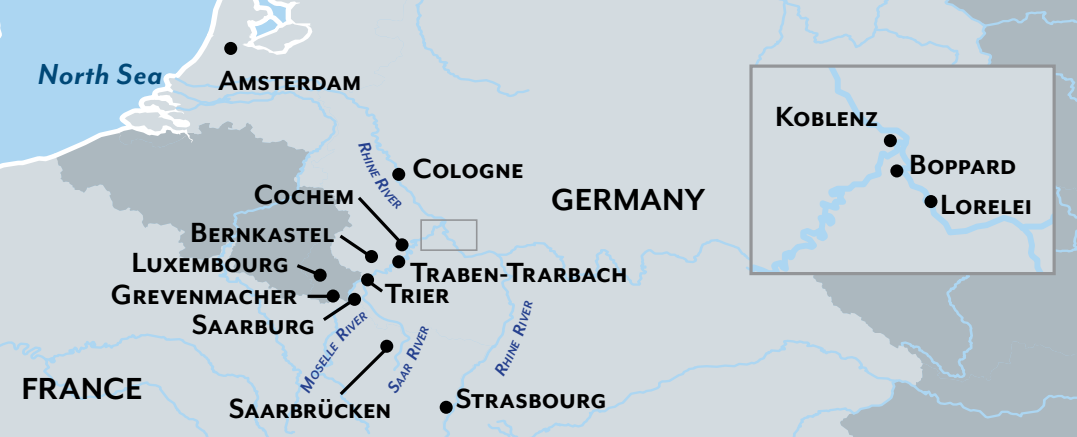 North Sea
AMSTERDAM
KOBLENZ
BOPPARD
LORELEI
RHINE RIVER
COLOGNE
COCHEM
GERMANY
BERNKASTEL
LUXEMBOURG
TRABEN-TRARBACH
GREVENMACHER
TRIER
SAARBURG
MOSELLE RIVER
SAAR RIVER
RHINE RIVER
FRANCE
SAARBRÜCKEN
STRASBOURG